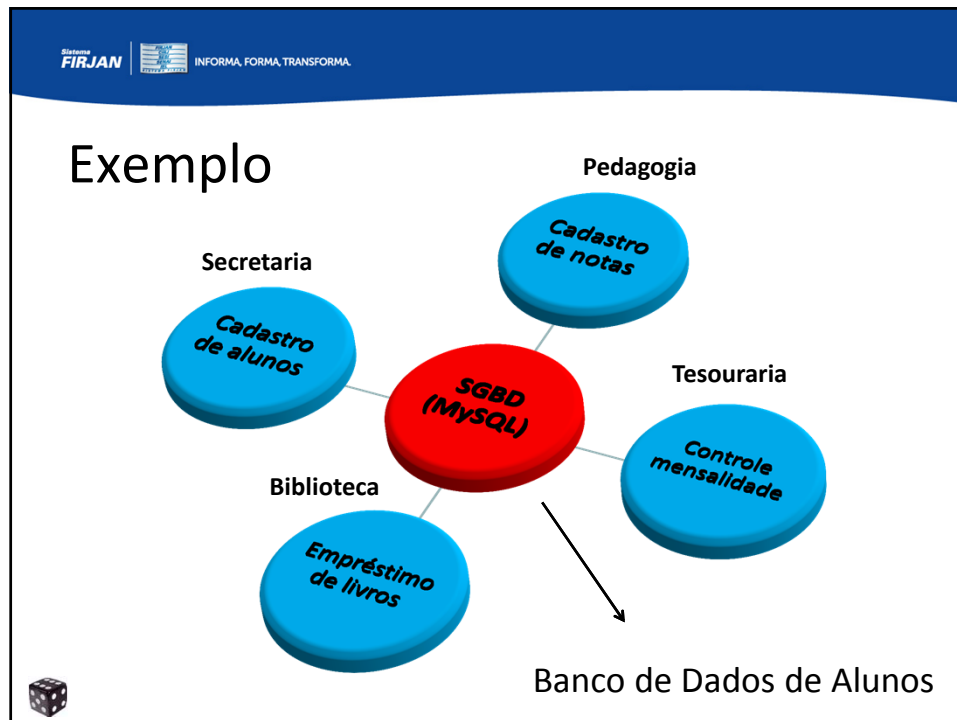 Sistema
FIRJAN
INFORMA, FORMA, TRANSFORMA.
Exemplo
Pedagogia
Cadastro
de notas
Secretaria
Cadastro
de alunos
SGBD
(MySQL)
Tesouraria
Controle
mensalidade
Biblioteca
Empréstimo
de livros
Banco de Dados de Alunos